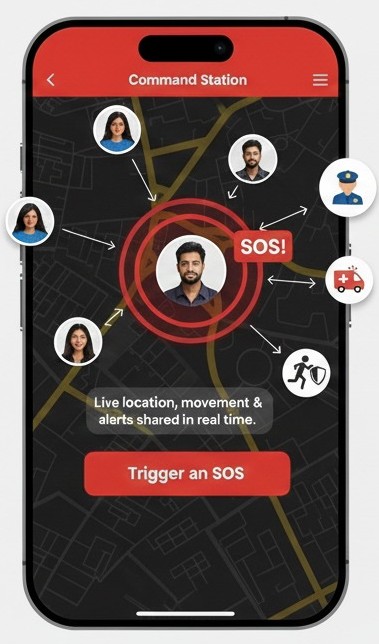 Command Station
SOS!
Live location, movement &
alerts shared in real time.
Trigger an SOS